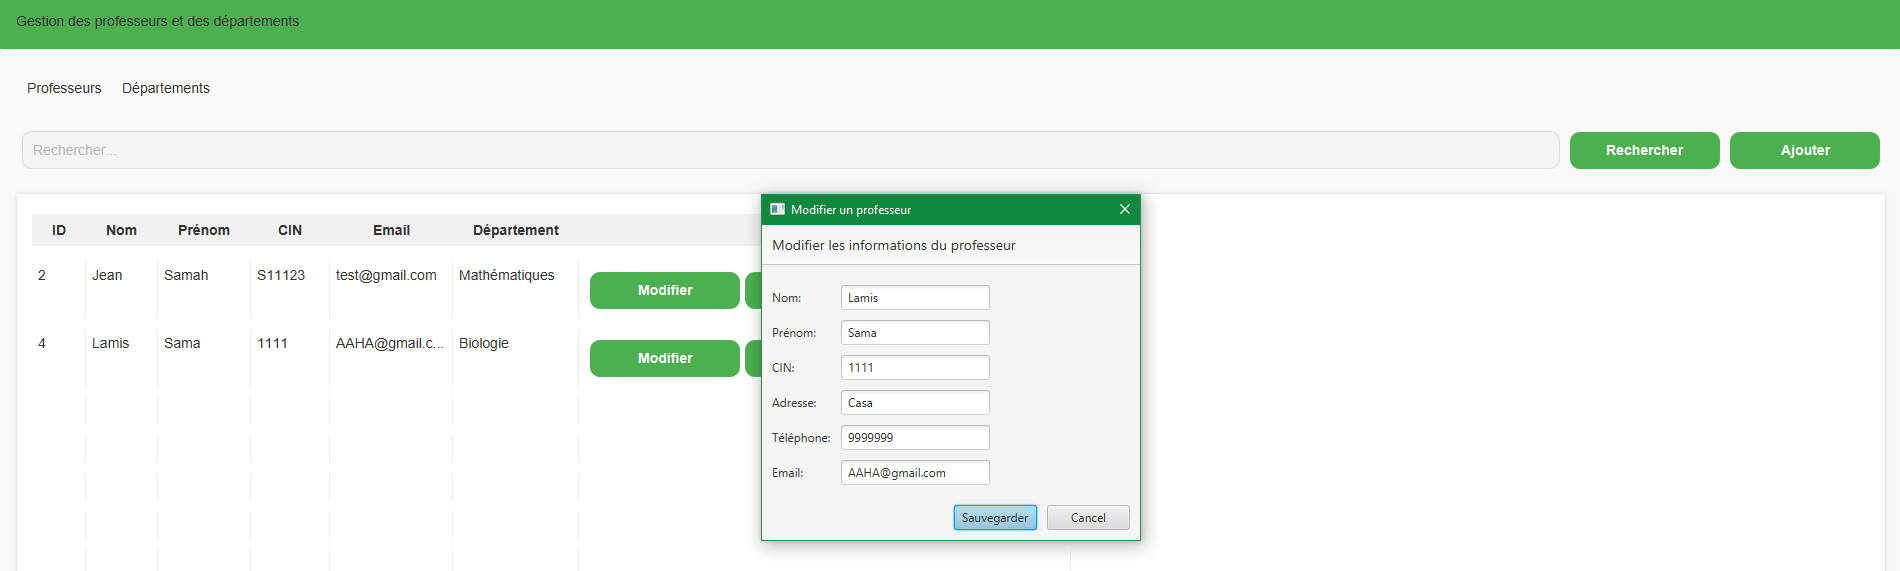 Gestion des professeurs et des départements
Professeurs Départements
Rechercher... Rechercher Ajouter
ID Nom Prénom CIN Email Département
2 Jean Samah S11123 test@gmail.com Mathématiques Modifier
4 Lamis Sama 1111 AAHA@gmail.c... Biologie Modifier
Modifier un professeur
Modifier les informations du professeur
Nom: Lamis
Prénom: Sama
CIN: 1111
Adresse: Casa
Téléphone: 9999999
Email: AAHA@gmail.com
Sauvegarder Cancel